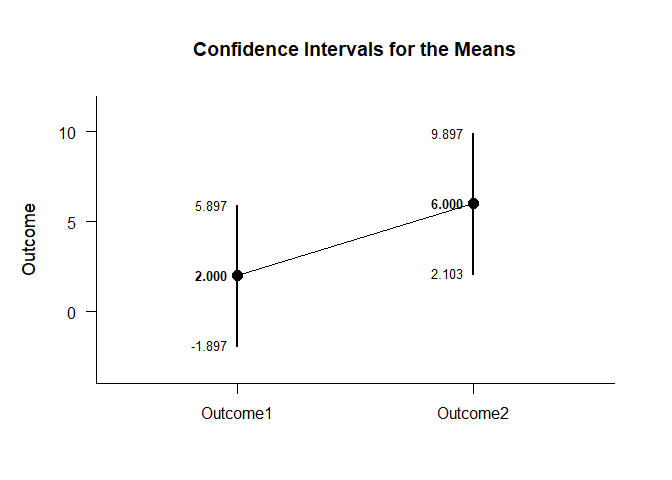 Confidence Intervals for the Means
Outcome
10
5
0
9.897
5.897
6.000
2.000
2.103
-1.897
Outcome1
Outcome2